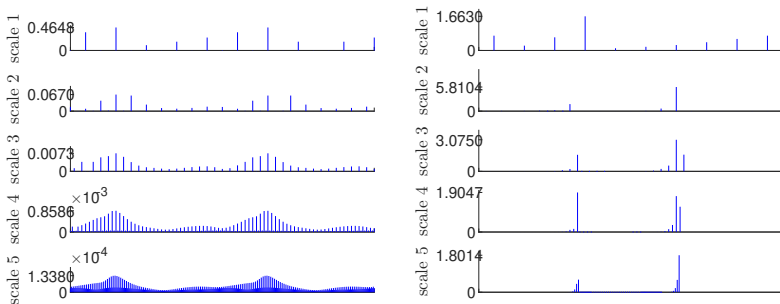 scale 1
0.4648
0
scale 2
0.0670
0
scale 3
0.0073
0
scale 4
×10⁻³
0.8586
0
scale 5
×10⁻⁴
1.3380
0
scale 1
1.6630
0
scale 2
5.8104
0
scale 3
3.0750
0
scale 4
1.9047
0
scale 5
1.8014
0